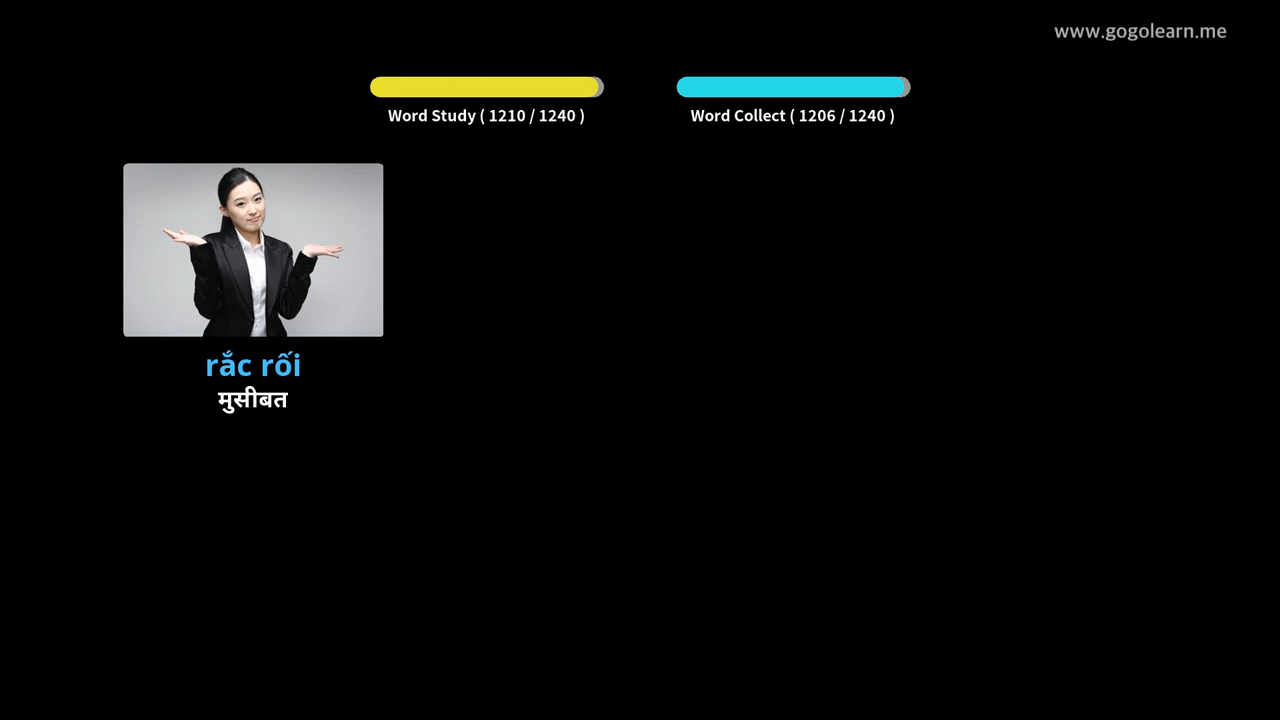 www.gogolearn.me
Word Study ( 1210 / 1240 )
Word Collect ( 1206 / 1240 )
rắc rối
मुसीबत